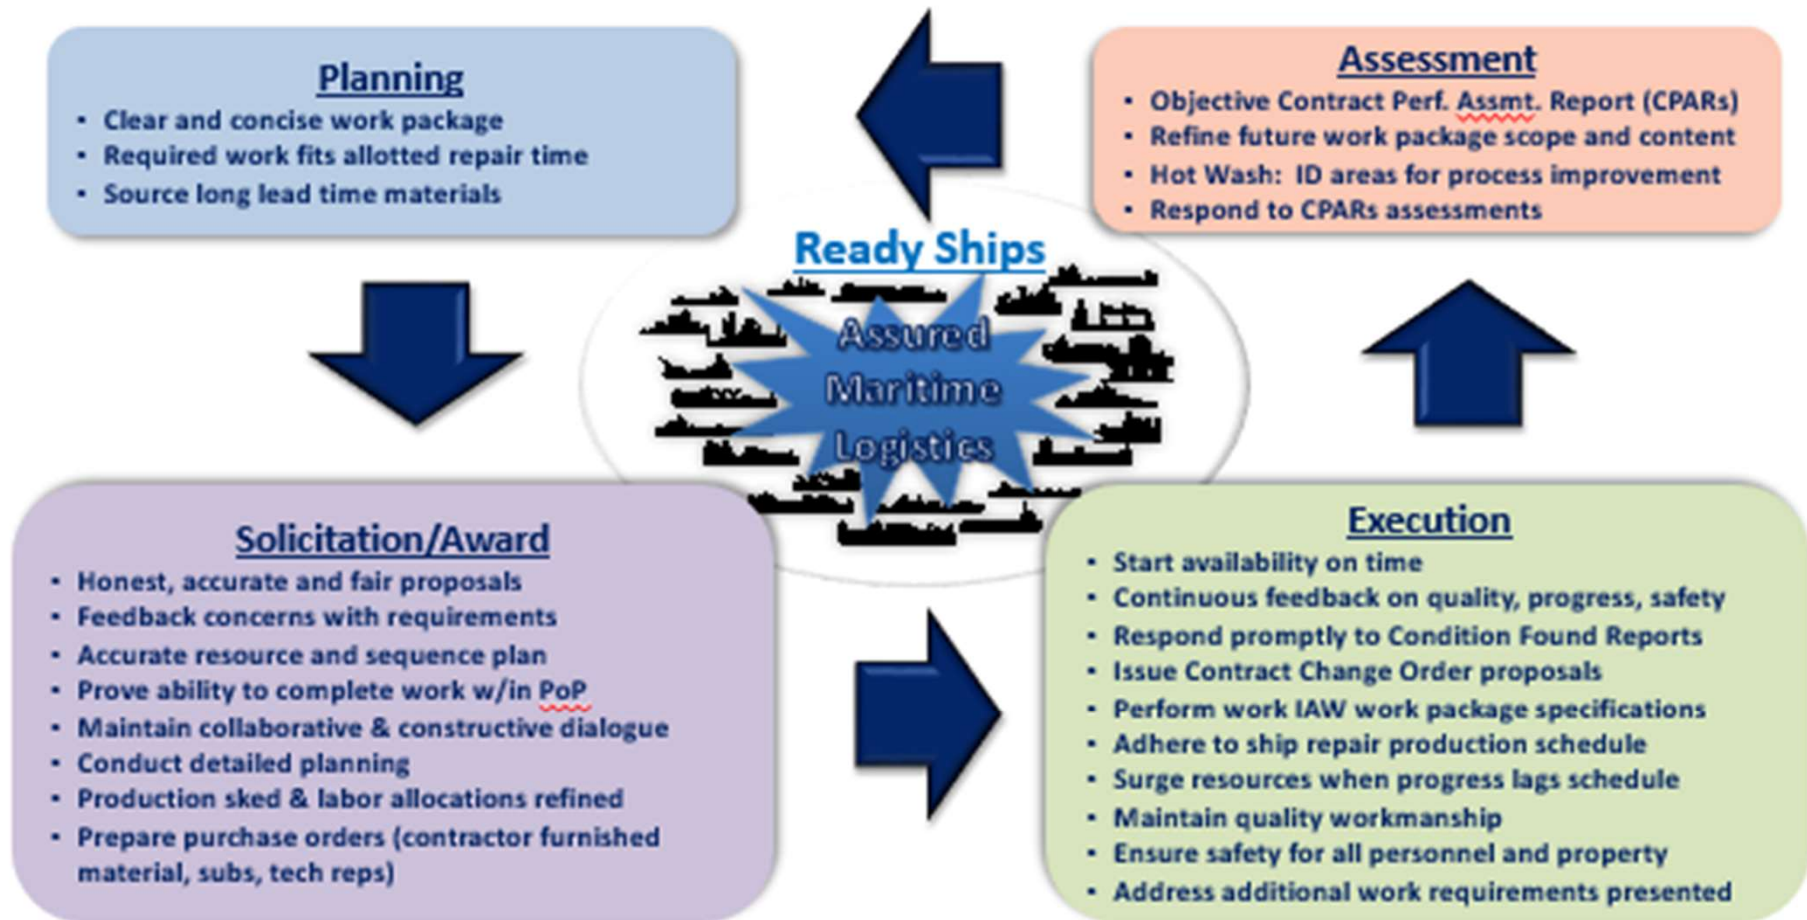 Planning
▪ Clear and concise work package
▪ Required work fits allotted repair time
▪ Source long lead time materials
Assessment
▪ Objective Contract Perf. Assmt. Report (CPARs)
▪ Refine future work package scope and content
▪ Hot Wash: ID areas for process improvement
▪ Respond to CPARs assessments
Ready Ships
Assured
Maritime
Logistics
Solicitation/Award
▪ Honest, accurate and fair proposals
▪ Feedback concerns with requirements
▪ Accurate resource and sequence plan
▪ Prove ability to complete work w/in PoP
▪ Maintain collaborative & constructive dialogue
▪ Conduct detailed planning
▪ Production sked & labor allocations refined
▪ Prepare purchase orders (contractor furnished
material, subs, tech reps)
Execution
▪ Start availability on time
▪ Continuous feedback on quality, progress, safety
▪ Respond promptly to Condition Found Reports
▪ Issue Contract Change Order proposals
▪ Perform work IAW work package specifications
▪ Adhere to ship repair production schedule
▪ Surge resources when progress lags schedule
▪ Maintain quality workmanship
▪ Ensure safety for all personnel and property
▪ Address additional work requirements presented